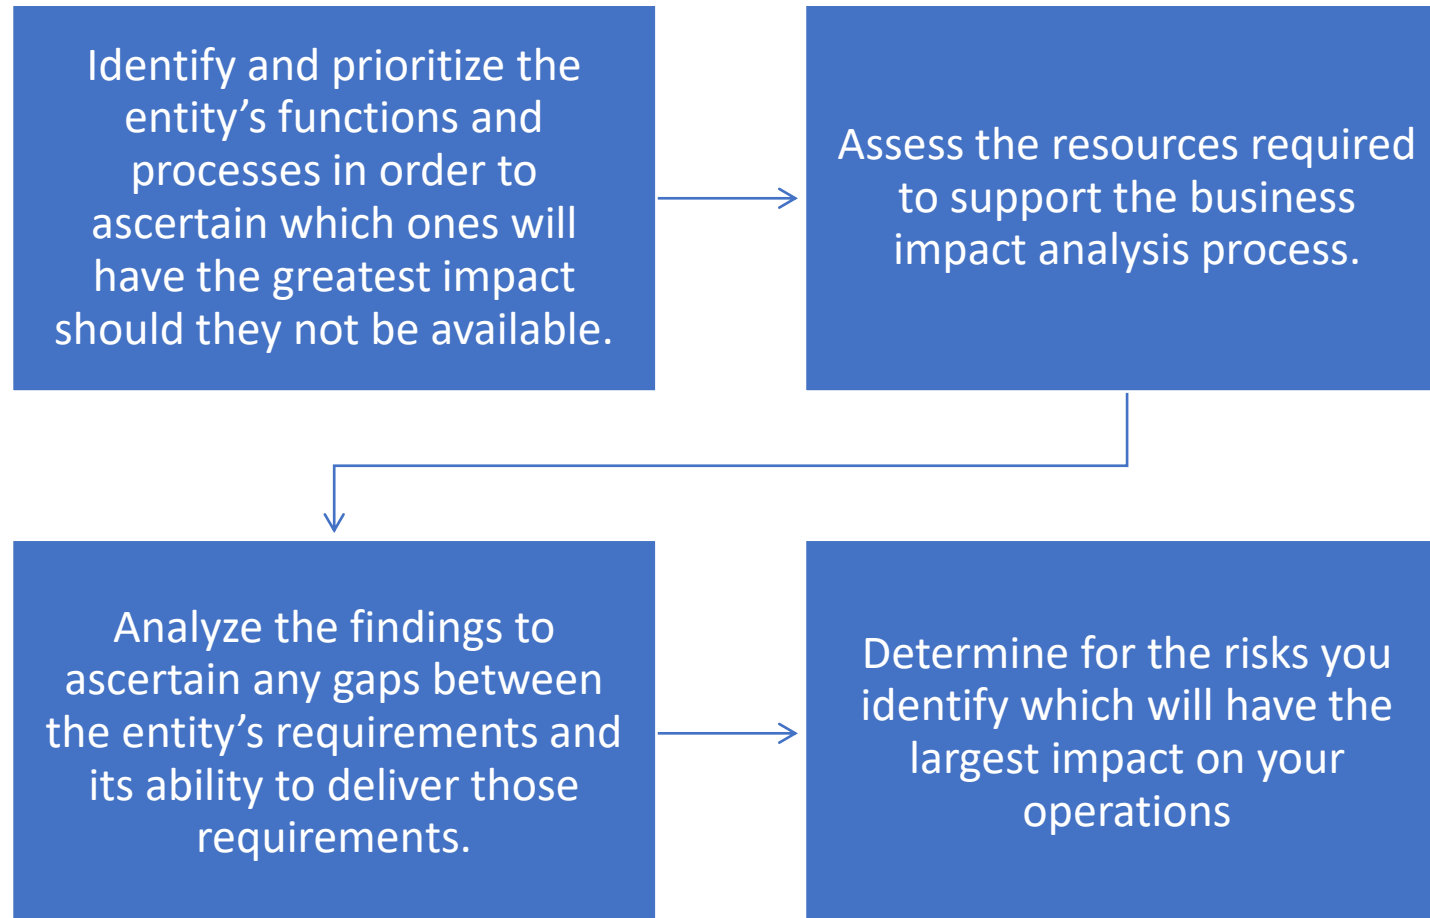 Identify and prioritize the
entity’s functions and
processes in order to
ascertain which ones will
have the greatest impact
should they not be available.
Assess the resources required
to support the business
impact analysis process.
Analyze the findings to
ascertain any gaps between
the entity’s requirements and
its ability to deliver those
requirements.
Determine for the risks you
identify which will have the
largest impact on your
operations